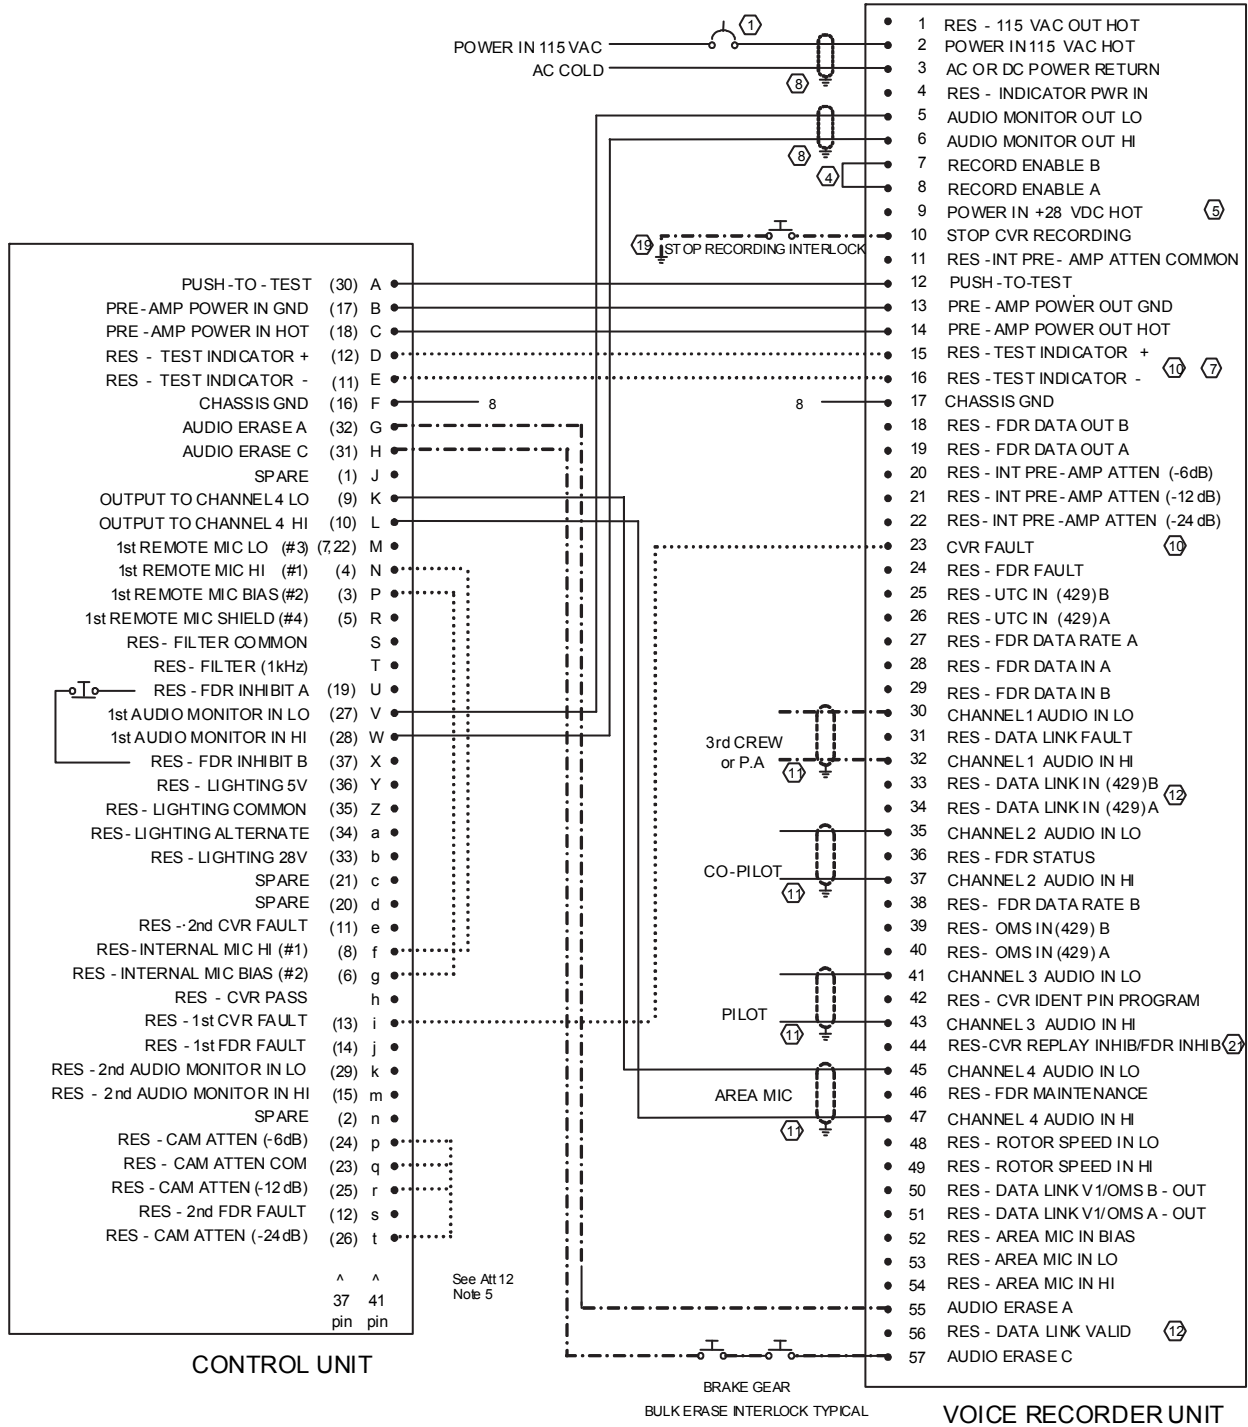 POWER IN 115 VAC
AC COLD
1
8
8
4
19
STOP RECORDING INTERLOCK
PUSH-TO-TEST (30) A
PRE-AMP POWER IN GND (17) B
PRE-AMP POWER IN HOT (18) C
RES - TEST INDICATOR + (12) D
RES - TEST INDICATOR - (11) E
CHASSIS GND (16) F 8
AUDIO ERASE A (32) G
AUDIO ERASE C (31) H
SPARE (1) J
OUTPUT TO CHANNEL 4 LO (9) K
OUTPUT TO CHANNEL 4 HI (10) L
1st REMOTE MIC LO (#3) (7,22) M
1st REMOTE MIC HI (#1) (4) N
1st REMOTE MIC BIAS (#2) (3) P
1st REMOTE MIC SHIELD (#4) (5) R
RES - FILTER COMMON S
RES - FILTER (1kHz) T
RES - FDR INHIBIT A (19) U
1st AUDIO MONITOR IN LO (27) V
1st AUDIO MONITOR IN HI (28) W
RES - FDR INHIBIT B (37) X
RES - LIGHTING 5V (36) Y
RES - LIGHTING COMMON (35) Z
RES - LIGHTING ALTERNATE (34) a
RES - LIGHTING 28V (33) b
SPARE (21) c
SPARE (20) d
RES -· 2nd CVR FAULT (11) e
RES - INTERNAL MIC HI (#1) (8) f
RES - INTERNAL MIC BIAS (#2) (6) g
RES - CVR PASS h
RES - 1st CVR FAULT (13) i
RES - 1st FDR FAULT (14) j
RES - 2nd AUDIO MONITOR IN LO (29) k
RES - 2nd AUDIO MONITOR IN HI (15) m
SPARE (2) n
RES - CAM ATTEN (-6dB) (24) p
RES - CAM ATTEN COM (23) q
RES - CAM ATTEN (-12 dB) (25) r
RES - 2nd FDR FAULT (12) s
RES - CAM ATTEN (-24dB) (26) t
^ ^
37 41
pin pin
See Att 12
Note 5
CONTROL UNIT
8
3rd CREW
or P.A
11
CO-PILOT
11
PILOT
11
AREA MIC
11
BRAKE GEAR
BULK ERASE INTERLOCK TYPICAL
1 RES - 115 VAC OUT HOT
2 POWER IN 115 VAC HOT
3 AC OR DC POWER RETURN
4 RES - INDICATOR PWR IN
5 AUDIO MONITOR OUT LO
6 AUDIO MONITOR OUT HI
7 RECORD ENABLE B
8 RECORD ENABLE A
9 POWER IN +28 VDC HOT 5
10 STOP CVR RECORDING
11 RES -INT PRE- AMP ATTEN COMMON
12 PUSH-TO-TEST
13 PRE - AMP POWER OUT GND
14 PRE - AMP POWER OUT HOT
15 RES - TEST INDICATOR +
16 RES - TEST INDICATOR -
10 7
17 CHASSIS GND
18 RES - FDR DATA OUT B
19 RES - FDR DATA OUT A
20 RES - INT PRE-AMP ATTEN (-6dB)
21 RES - INT PRE-AMP ATTEN (-12 dB)
22 RES - INT PRE-AMP ATTEN (-24 dB)
23 CVR FAULT 10
24 RES - FDR FAULT
25 RES - UTC IN (429) B
26 RES - UTC IN (429) A
27 RES - FDR DATA RATE A
28 RES - FDR DATA IN A
29 RES - FDR DATA IN B
30 CHANNEL 1 AUDIO IN LO
31 RES - DATA LINK FAULT
32 CHANNEL 1 AUDIO IN HI
33 RES - DATA LINK IN (429) B
12
34 RES - DATA LINK IN (429) A
35 CHANNEL 2 AUDIO IN LO
36 RES - FDR STATUS
37 CHANNEL 2 AUDIO IN HI
38 RES - FDR DATA RATE B
39 RES - OMS IN (429) B
40 RES - OMS IN (429) A
41 CHANNEL 3 AUDIO IN LO
42 RES - CVR IDENT PIN PROGRAM
43 CHANNEL 3 AUDIO IN HI
44 RES-CVR REPLAY INHIB/FDR INHIB 21
45 CHANNEL 4 AUDIO IN LO
46 RES - FDR MAINTENANCE
47 CHANNEL 4 AUDIO IN HI
48 RES - ROTOR SPEED IN LO
49 RES - ROTOR SPEED IN HI
50 RES - DATA LINK V1/OMS B - OUT
51 RES - DATA LINK V1/OMS A - OUT
52 RES - AREA MIC IN BIAS
53 RES - AREA MIC IN LO
54 RES - AREA MIC IN HI
55 AUDIO ERASE A
56 RES - DATA LINK VALID 12
57 AUDIO ERASE C
VOICE RECORDER UNIT